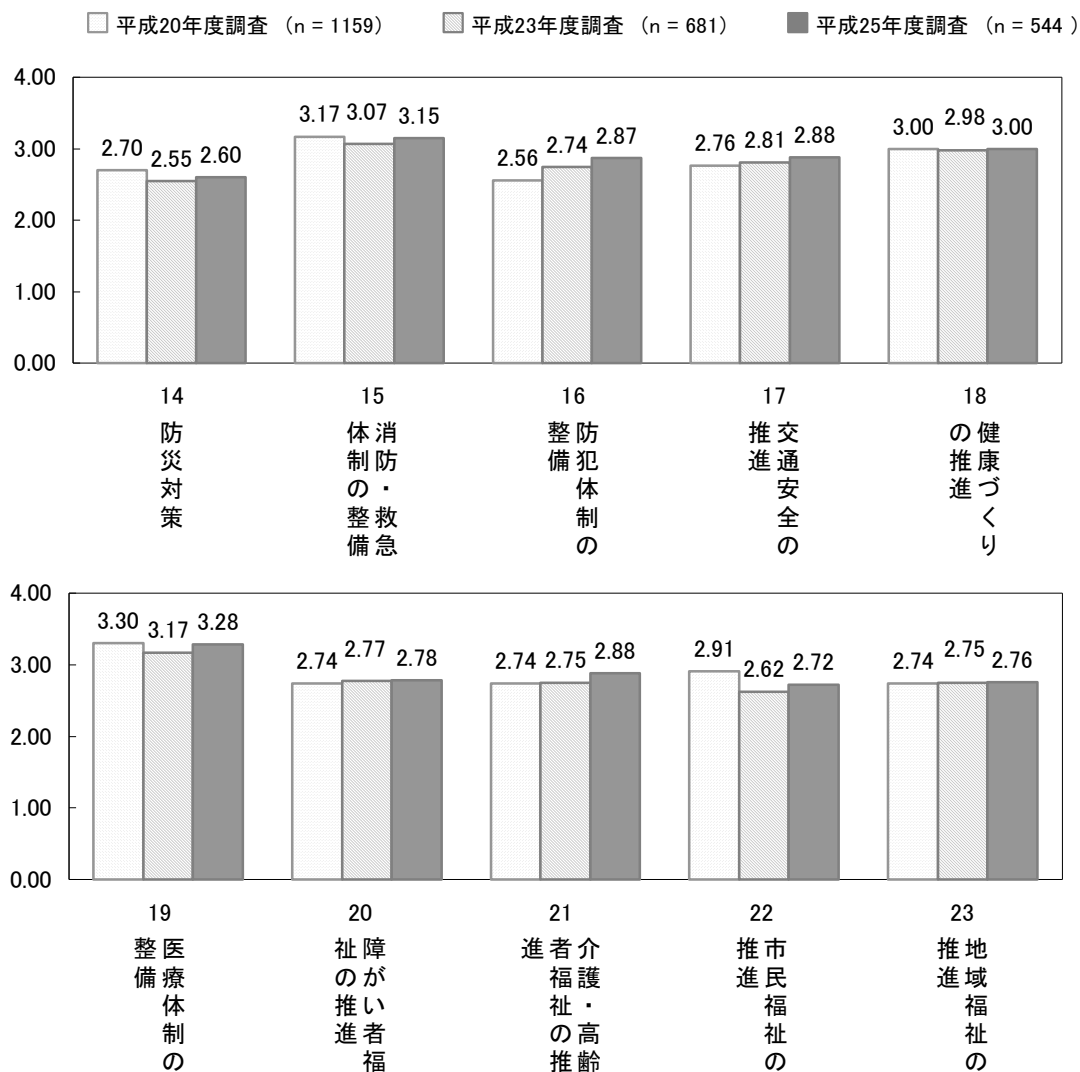 平成20年度調査 （n = 1159） 平成23年度調査 （n = 681） 平成25年度調査 （n = 544 ）
4.00
3.00
2.00
1.00
0.00
2.70 2.55 2.60
3.17 3.07 3.15
2.56 2.74 2.87
2.76 2.81 2.88
3.00 2.98 3.00
14
防災対策
15
消防・救急
体制の整備
16
防犯体制の
整備
17
交通安全の
推進
18
健康づくり
の推進
4.00
3.00
2.00
1.00
0.00
3.30 3.17 3.28
2.74 2.77 2.78
2.74 2.75 2.88
2.91 2.62 2.72
2.74 2.75 2.76
19
医療体制の
整備
20
障がい者福
祉の推進
21
介護・高齢
者福祉の推
進
22
市民福祉の
推進
23
地域福祉の
推進